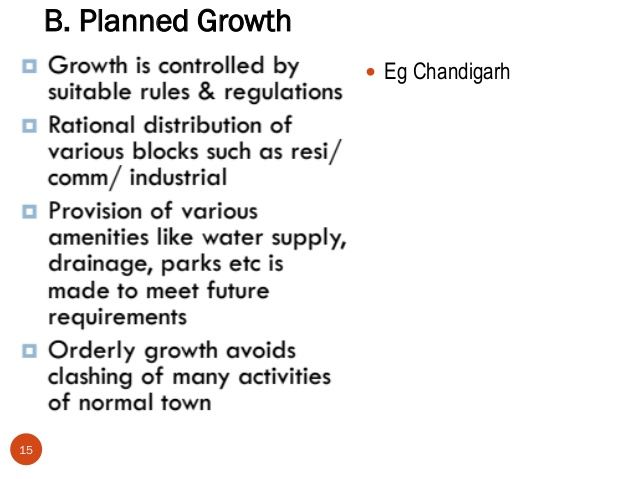 B. Planned Growth
Growth is controlled by
suitable rules & regulations
Rational distribution of
various blocks such as resi/
comm/ industrial
Provision of various
amenities like water supply,
drainage, parks etc is
made to meet future
requirements
Orderly growth avoids
clashing of many activities
of normal town
Eg Chandigarh
15